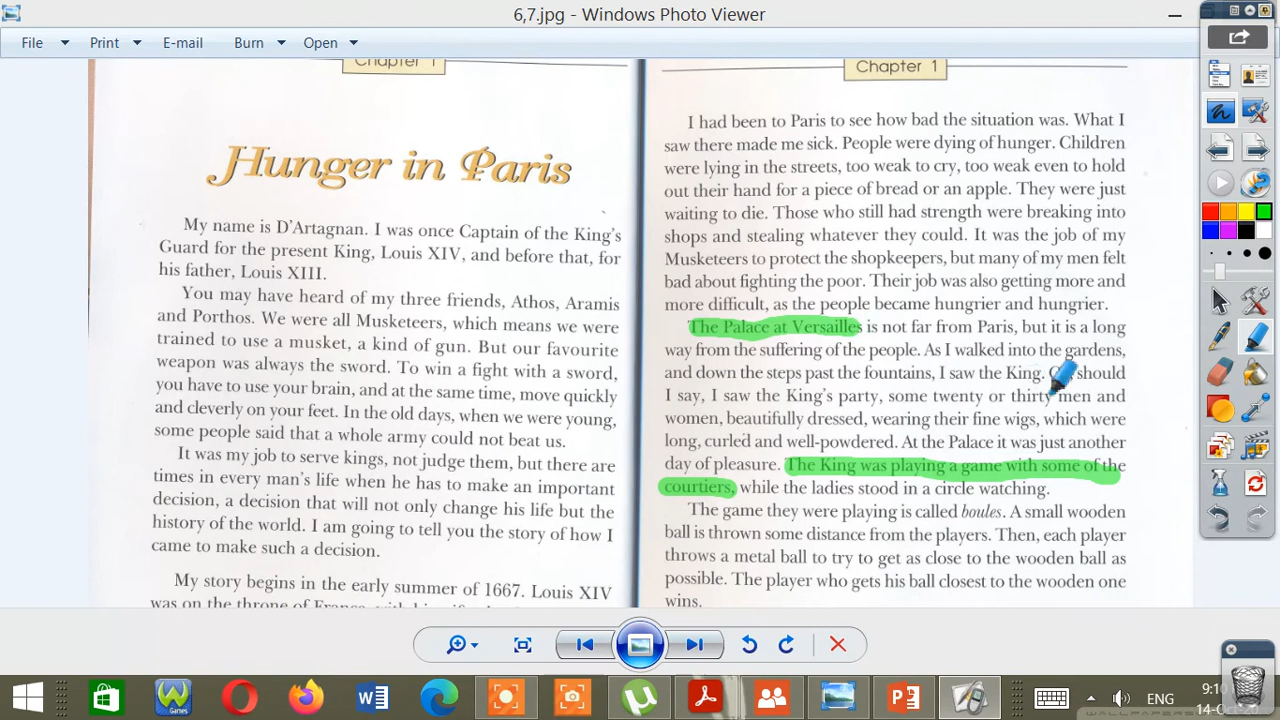 6,7.jpg - Windows Photo Viewer
File Print E-mail Burn Open
Chapter 1
Hunger in Paris
My name is D'Artagnan. I was once Captain of the King's
Guard for the present King, Louis XIV, and before that, for
his father, Louis XIII.
You may have heard of my three friends, Athos, Aramis
and Porthos. We were all Musketeers, which means we were
trained to use a musket, a kind of gun. But our favourite
weapon was always the sword. To win a fight with a sword,
you have to use your brain, and at the same time, move quickly
and cleverly on your feet. In the old days, when we were young,
some people said that a whole army could not beat us.
It was my job to serve kings, not judge them, but there are
times in every man's life when he has to make an important
decision, a decision that will not only change his life but the
history of the world. I am going to tell you the story of how I
came to make such a decision.
My story begins in the early summer of 1667. Louis XIV
was on the throne of France, with his wife
Chapter 1
I had been to Paris to see how bad the situation was. What I
saw there made me sick. People were dying of hunger. Children
were lying in the streets, too weak to cry, too weak even to hold
out their hand for a piece of bread or an apple. They were just
waiting to die. Those who still had strength were breaking into
shops and stealing whatever they could. It was the job of my
Musketeers to protect the shopkeepers, but many of my men felt
bad about fighting the poor. Their job was also getting more and
more difficult, as the people became hungrier and hungrier.
The Palace at Versailles is not far from Paris, but it is a long
way from the suffering of the people. As I walked into the gardens,
and down the steps past the fountains, I saw the King. should
I say, I saw the King's party, some twenty or thirty men and
women, beautifully dressed, wearing their fine wigs, which were
long, curled and well-powdered. At the Palace it was just another
day of pleasure. The King was playing a game with some of the
courtiers, while the ladies stood in a circle watching.
The game they were playing is called boules. A small wooden
ball is thrown some distance from the players. Then, each player
throws a metal ball to try to get as close to the wooden ball as
possible. The player who gets his ball closest to the wooden one
wins.
Games
ENG
9:10